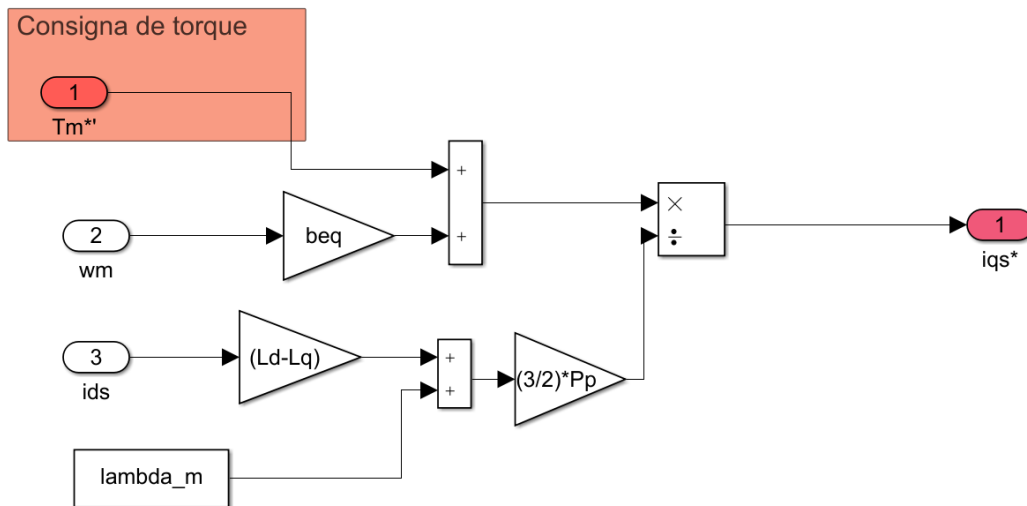 Consigna de torque
1
Tm*'
+
2
wm
beq
+
×
÷
1
iqs*
3
ids
(Ld-Lq)
+
+
(3/2)*Pp
lambda_m